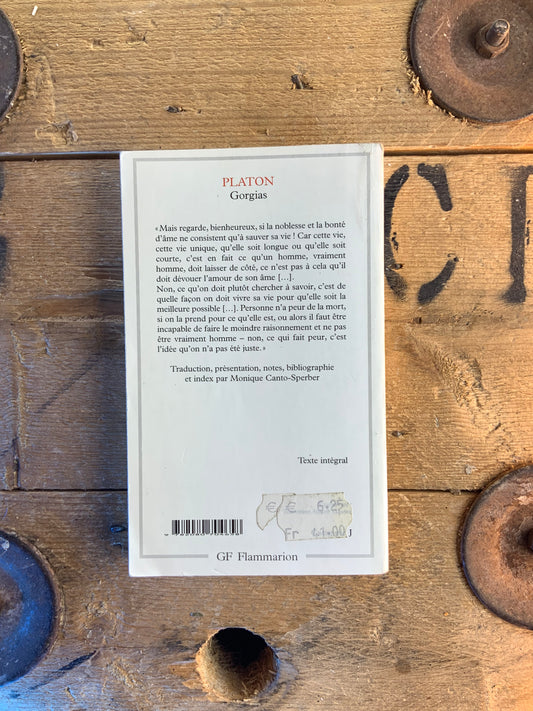 PLATON
Gorgias
« Mais regarde, bienheureux, si la noblesse et la bonté
d'âme ne consistent qu'à sauver sa vie ! Car cette vie,
cette vie unique, qu'elle soit longue ou qu'elle soit
courte, c'est en fait ce qu'un homme, vraiment
homme, doit laisser de côté, ce n'est pas à cela qu'il
doit dévouer l'amour de son âme […].
Non, ce qu'on doit plutôt chercher à savoir, c'est de
quelle façon on doit vivre sa vie pour qu'elle soit la
meilleure possible […]. Personne n'a peur de la mort,
si on la prend pour ce qu'elle est, ou alors il faut être
incapable de faire le moindre raisonnement et ne pas
être vraiment homme – non, ce qui fait peur, c'est
l'idée qu'on n'a pas été juste. »
Traduction, présentation, notes, bibliographie
et index par Monique Canto-Sperber
Texte intégral
€ € 6.25
Fr 41.00
GF Flammarion